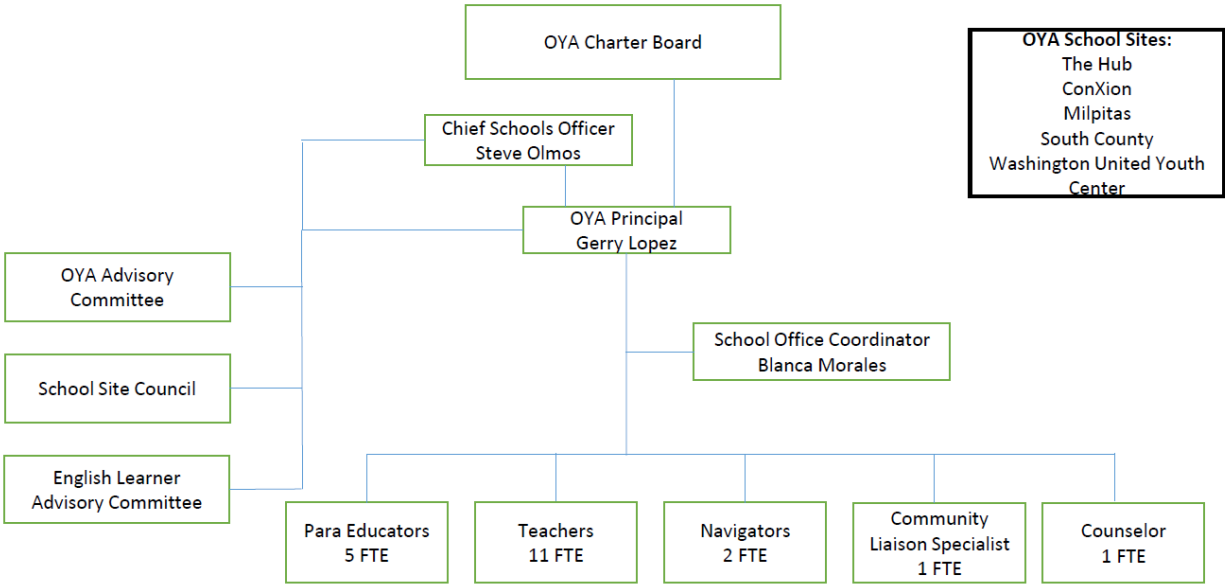 OYA Charter Board
OYA School Sites:
The Hub
ConXion
Milpitas
South County
Washington United Youth
Center
Chief Schools Officer
Steve Olmos
OYA Principal
Gerry Lopez
OYA Advisory
Committee
School Office Coordinator
Blanca Morales
School Site Council
English Learner
Advisory Committee
Para Educators
5 FTE
Teachers
11 FTE
Navigators
2 FTE
Community
Liaison Specialist
1 FTE
Counselor
1 FTE